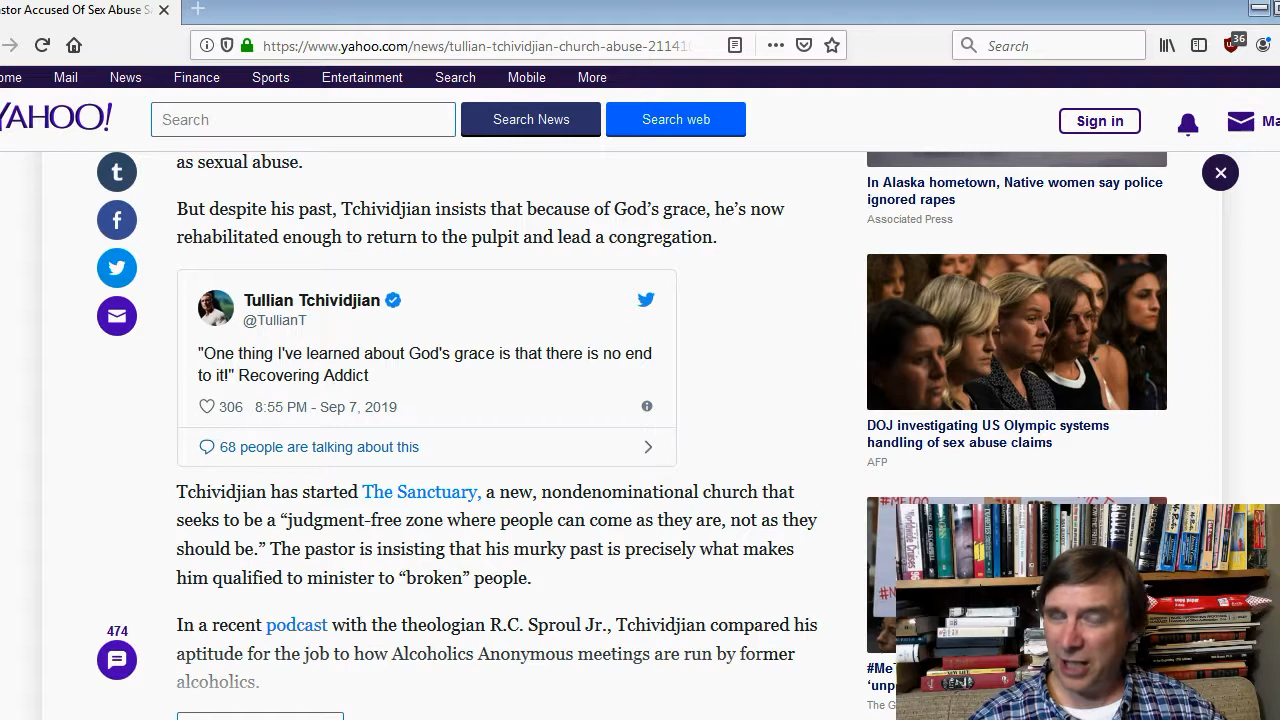 astor Accused Of Sex Abuse S
https://www.yahoo.com/news/tullian-tchividjian-church-abuse-21141
Search
36
ome Mail News Finance Sports Entertainment Search Mobile More
YAHOO!
Search
Search News
Search web
Sign in
Ma
as sexual abuse.
But despite his past, Tchividjian insists that because of God's grace, he's now
rehabilitated enough to return to the pulpit and lead a congregation.
Tullian Tchividjian
@TullianT
"One thing I've learned about God's grace is that there is no end
to it!" Recovering Addict
306 8:55 PM - Sep 7, 2019
68 people are talking about this
Tchividjian has started The Sanctuary, a new, nondenominational church that
seeks to be a “judgment-free zone where people can come as they are, not as they
should be.” The pastor is insisting that his murky past is precisely what makes
him qualified to minister to “broken” people.
In a recent podcast with the theologian R.C. Sproul Jr., Tchividjian compared his
aptitude for the job to how Alcoholics Anonymous meetings are run by former
alcoholics.
474
In Alaska hometown, Native women say police
ignored rapes
Associated Press
DOJ investigating US Olympic systems
handling of sex abuse claims
AFP
#Me
'unp
The G